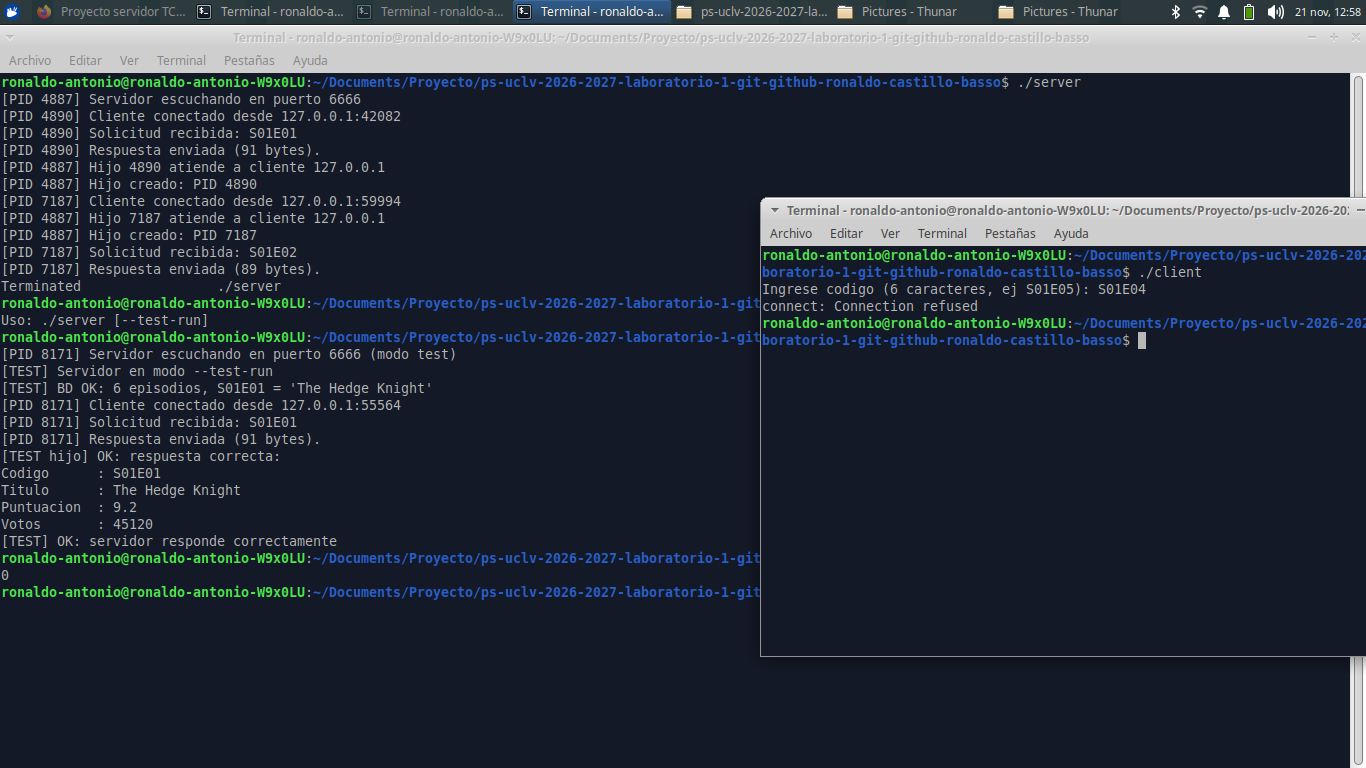 Proyecto servidor TC...
Terminal - ronaldo-a...
Terminal - ronaldo-a...
Terminal - ronaldo-a...
ps-uclv-2026-2027-la...
Pictures - Thunar
Pictures - Thunar
21 nov, 12:58
Terminal - ronaldo-antonio@ronaldo-antonio-W9x0LU: ~/Documents/Proyecto/ps-uclv-2026-2027-laboratorio-1-git-github-ronaldo-castillo-basso
Archivo Editar Ver Terminal Pestañas Ayuda
ronaldo-antonio@ronaldo-antonio-W9x0LU:~/Documents/Proyecto/ps-uclv-2026-2027-laboratorio-1-git-github-ronaldo-castillo-basso$ ./server
[PID 4887] Servidor escuchando en puerto 6666
[PID 4890] Cliente conectado desde 127.0.0.1:42082
[PID 4890] Solicitud recibida: S01E01
[PID 4890] Respuesta enviada (91 bytes).
[PID 4887] Hijo 4890 atiende a cliente 127.0.0.1
[PID 4887] Hijo creado: PID 4890
[PID 7187] Cliente conectado desde 127.0.0.1:59994
[PID 4887] Hijo 7187 atiende a cliente 127.0.0.1
[PID 4887] Hijo creado: PID 7187
[PID 7187] Solicitud recibida: S01E02
[PID 7187] Respuesta enviada (89 bytes).
Terminated ./server
ronaldo-antonio@ronaldo-antonio-W9x0LU:~/Documents/Proyecto/ps-uclv-2026-2027-laboratorio-1-git
Uso: ./server [--test-run]
ronaldo-antonio@ronaldo-antonio-W9x0LU:~/Documents/Proyecto/ps-uclv-2026-2027-laboratorio-1-git
[PID 8171] Servidor escuchando en puerto 6666 (modo test)
[TEST] Servidor en modo --test-run
[TEST] BD OK: 6 episodios, S01E01 = 'The Hedge Knight'
[PID 8171] Cliente conectado desde 127.0.0.1:55564
[PID 8171] Solicitud recibida: S01E01
[PID 8171] Respuesta enviada (91 bytes).
[TEST hijo] OK: respuesta correcta:
Codigo : S01E01
Titulo : The Hedge Knight
Puntuacion : 9.2
Votos : 45120
[TEST] OK: servidor responde correctamente
ronaldo-antonio@ronaldo-antonio-W9x0LU:~/Documents/Proyecto/ps-uclv-2026-2027-laboratorio-1-git
0
ronaldo-antonio@ronaldo-antonio-W9x0LU:~/Documents/Proyecto/ps-uclv-2026-2027-laboratorio-1-git
Terminal - ronaldo-antonio@ronaldo-antonio-W9x0LU: ~/Documents/Proyecto/ps-uclv-2026-202
Archivo Editar Ver Terminal Pestañas Ayuda
ronaldo-antonio@ronaldo-antonio-W9x0LU:~/Documents/Proyecto/ps-uclv-2026-202
boratorio-1-git-github-ronaldo-castillo-basso$ ./client
Ingrese codigo (6 caracteres, ej S01E05): S01E04
connect: Connection refused
ronaldo-antonio@ronaldo-antonio-W9x0LU:~/Documents/Proyecto/ps-uclv-2026-202
boratorio-1-git-github-ronaldo-castillo-basso$